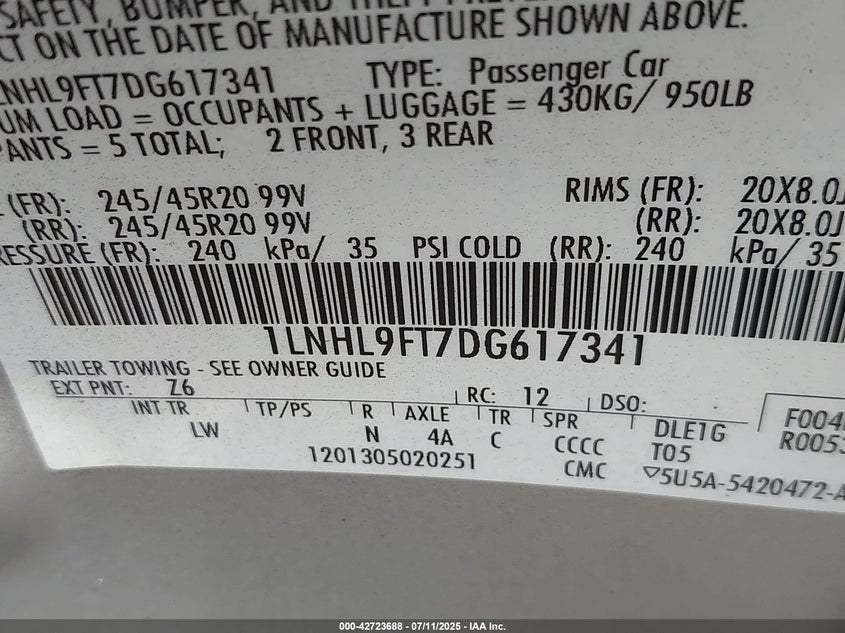 SAFETY, BUMPER, AND THEFT
CT ON THE DATE OF MANUFACTURE SHOWN ABOVE.
LNHL9FT7DG617341 TYPE: Passenger Car
UM LOAD = OCCUPANTS + LUGGAGE = 430KG/ 950LB
PANTS = 5 TOTAL; 2 FRONT, 3 REAR
(FR): 245/45R20 99V RIMS (FR): 20X8.0J
(RR): 245/45R20 99V (RR): 20X8.0J
RESSURE (FR): 240 kPa/ 35 PSI COLD (RR): 240 kPa/ 35
1LNHL9FT7DG617341
TRAILER TOWING - SEE OWNER GUIDE
EXT PNT: Z6 RC: 12 DSO:
INT TR TP/PS R AXLE TR SPR DLE1G F004
LW N 4A C CCCC T05 R0053
1201305020251 CMC ▽5U5A-5420472-A
000-42723688 - 07/11/2025 - IAA Inc.